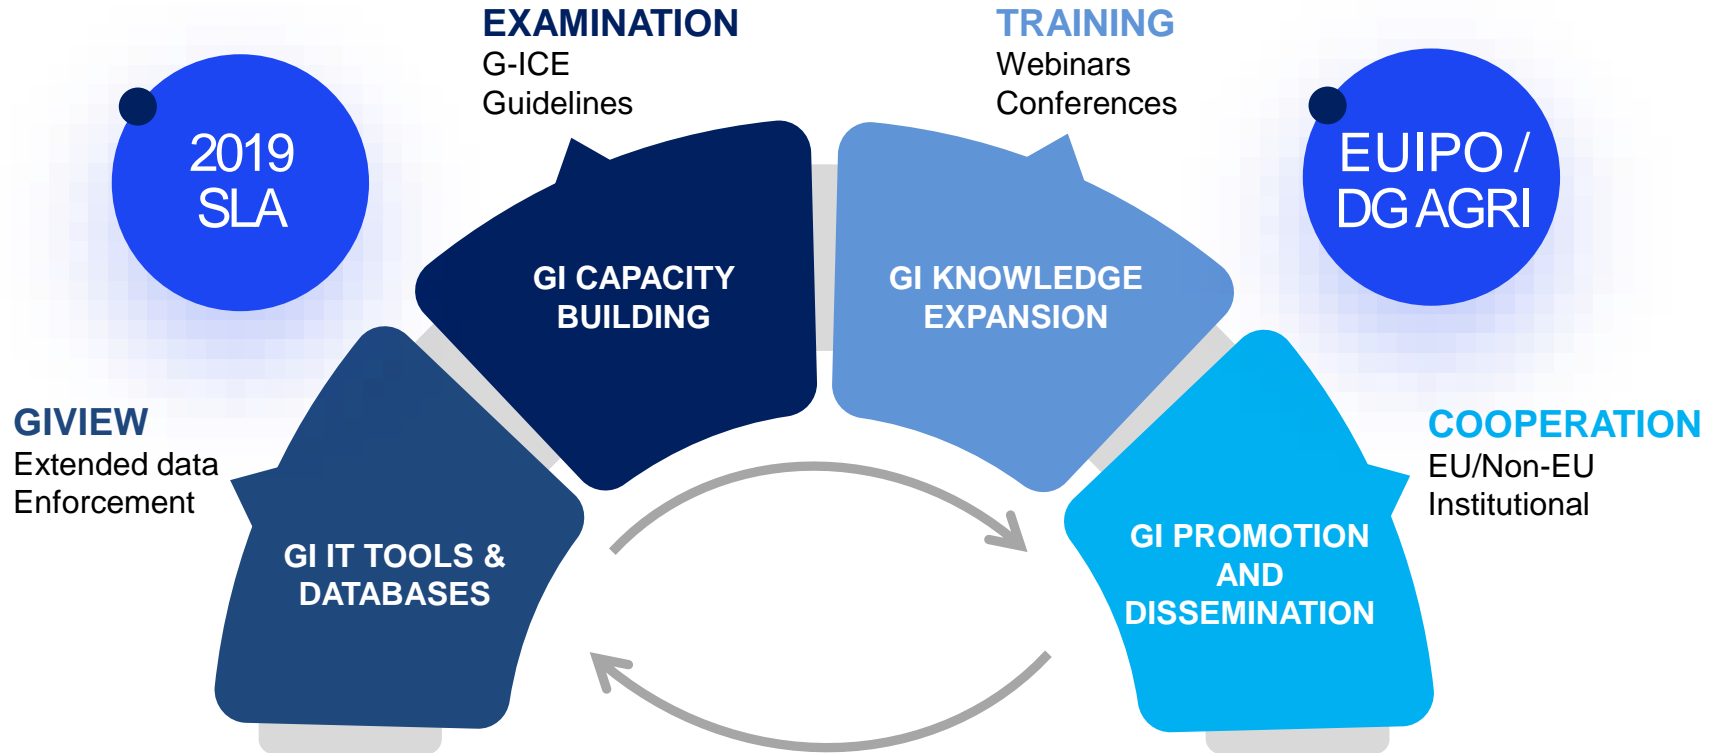 EXAMINATION
G-ICE
Guidelines
TRAINING
Webinars
Conferences
2019
SLA
EUIPO /
DG AGRI
GI CAPACITY
BUILDING
GI KNOWLEDGE
EXPANSION
GIVIEW
Extended data
Enforcement
COOPERATION
EU/Non-EU
Institutional
GI IT TOOLS &
DATABASES
GI PROMOTION
AND
DISSEMINATION